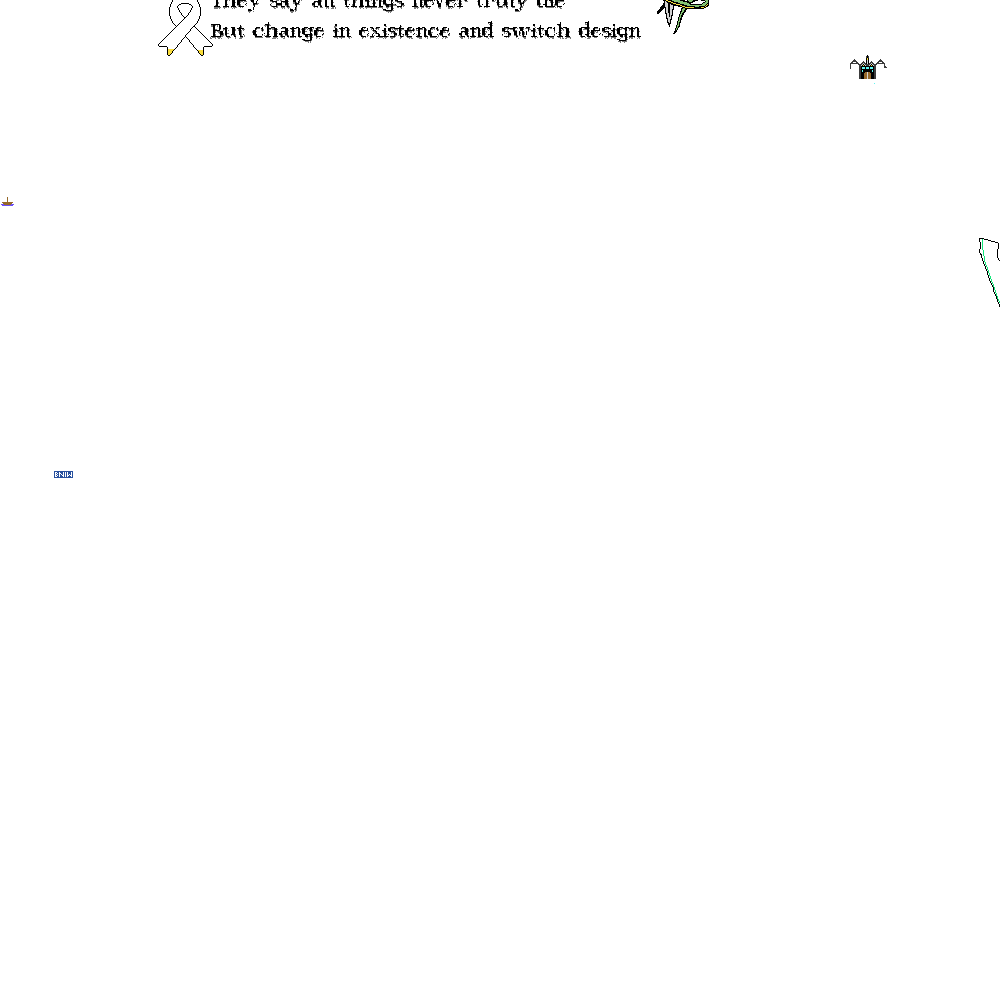 They say all things never truly die
But change in existence and switch design